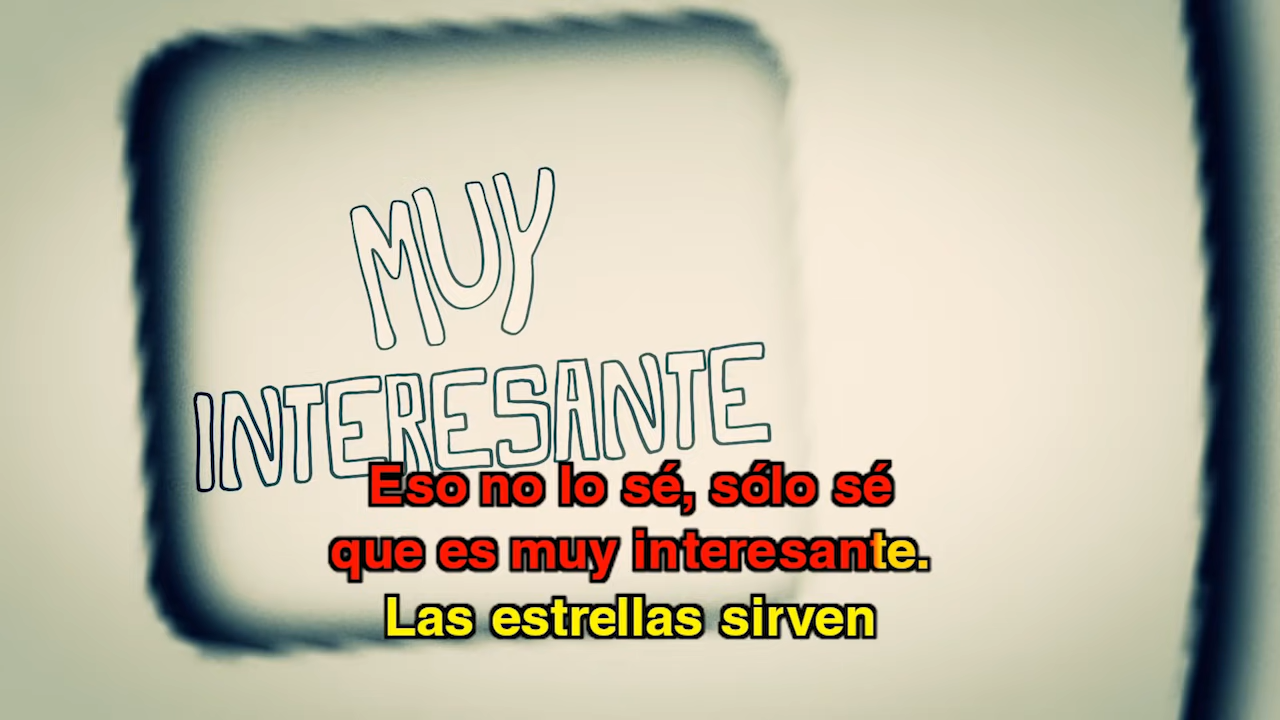 MUY
INTERESANTE
Eso no lo sé, sólo sé
que es muy interesante.
Las estrellas sirven